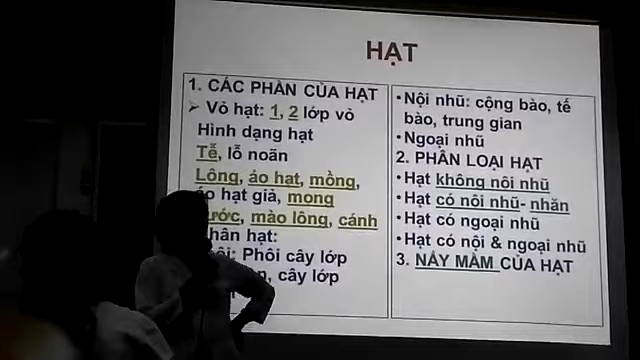 HẠT
1. CÁC PHẦN CỦA HẠT
➢ Vỏ hạt: 1, 2 lớp vỏ
Hình dạng hạt
Tễ, lỗ noãn
Lông, áo hạt, mồng,
áo hạt giả, mong
nước, mào lông, cánh
Nhân hạt:
Phôi cây lớp
cây lớp
• Nội nhũ: cộng bào, tế
bào, trung gian
• Ngoại nhũ
2. PHÂN LOẠI HẠT
• Hạt không nội nhũ
• Hạt có nội nhũ- nhăn
• Hạt có ngoại nhũ
• Hạt có nội & ngoại nhũ
3. NẢY MẦM CỦA HẠT